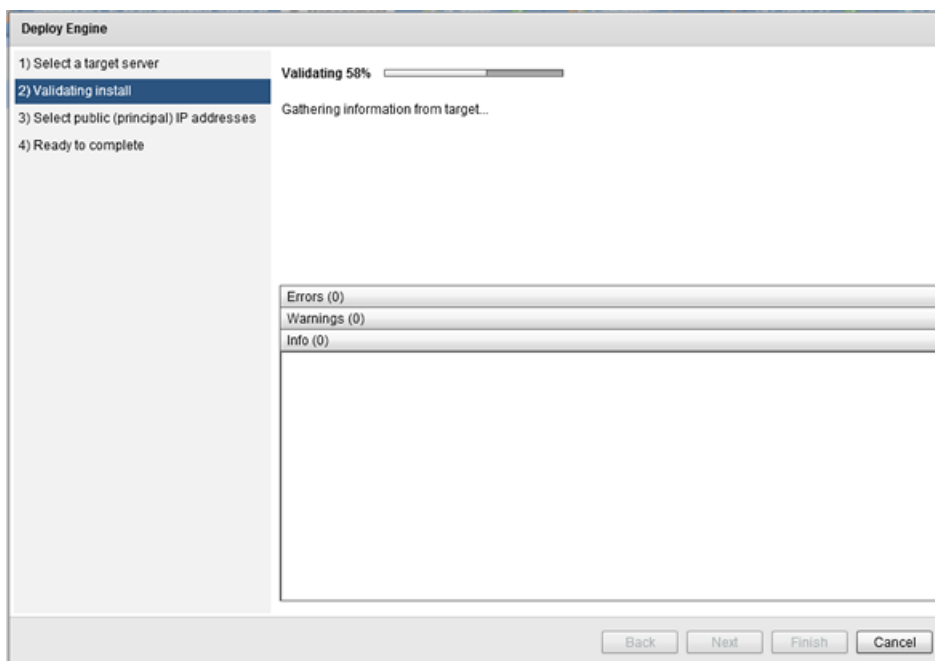 Deploy Engine
1) Select a target server
2) Validating install
3) Select public (principal) IP addresses
4) Ready to complete
Validating 58%
Gathering information from target...
Errors (0)
Warnings (0)
Info (0)
Back
Next
Finish
Cancel